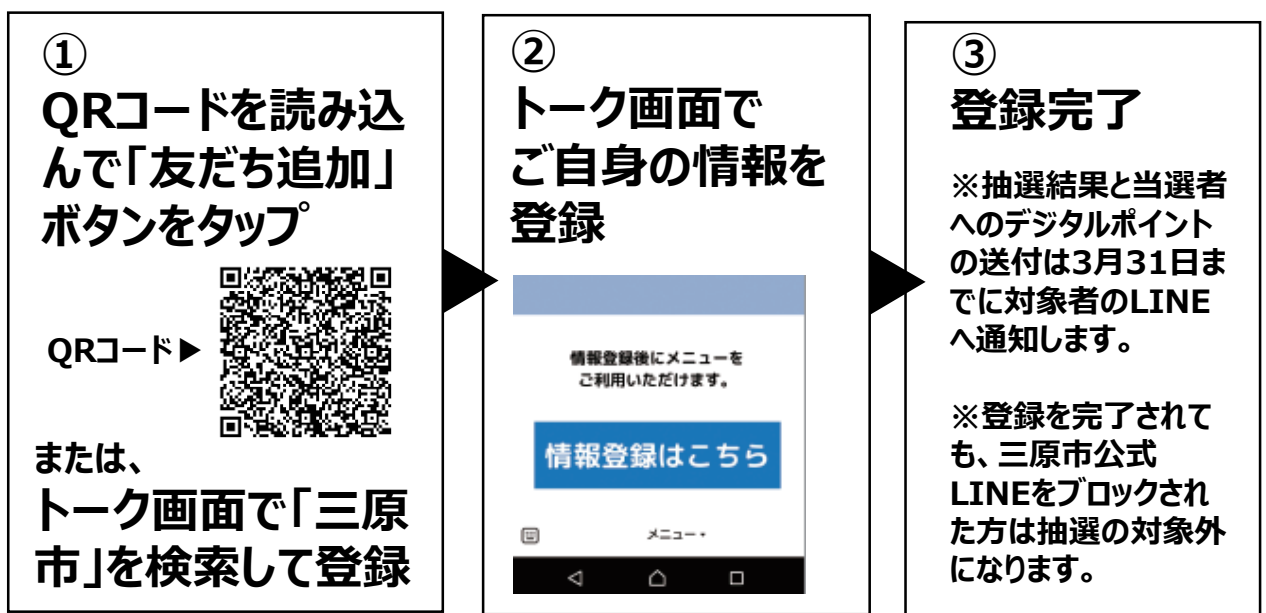 ①
QRコードを読み込
んで「友だち追加」
ボタンをタップ
QRコード▶
または、
トーク画面で「三原
市」を検索して登録
②
トーク画面で
ご自身の情報を
登録
情報登録後にメニューを
ご利用いただけます。
情報登録はこちら
メニュー▾
③
登録完了
※抽選結果と当選者
へのデジタルポイント
の送付は3月31日ま
でに対象者のLINE
へ通知します。
※登録を完了されて
も、三原市公式
LINEをブロックされ
た方は抽選の対象外
になります。